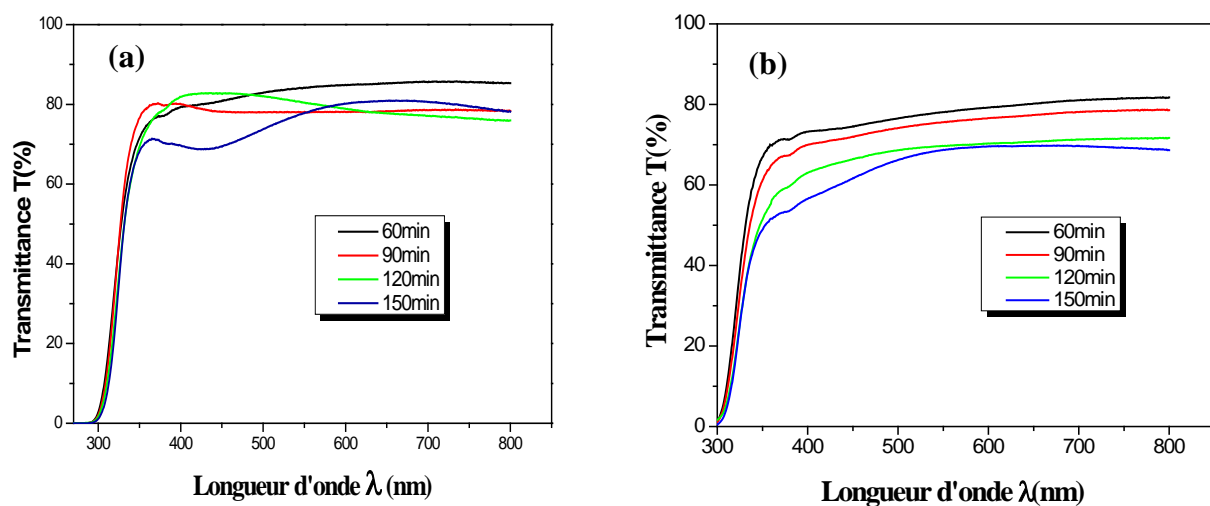 (a)
Transmittance T(%)
100
80
60
40
20
0
60min
90min
120min
150min
300 400 500 600 700 800
Longueur d'onde λ (nm)
(b)
Transmittance T(%)
100
80
60
40
20
0
60min
90min
120min
150min
300 400 500 600 700 800
Longueur d'onde λ(nm)